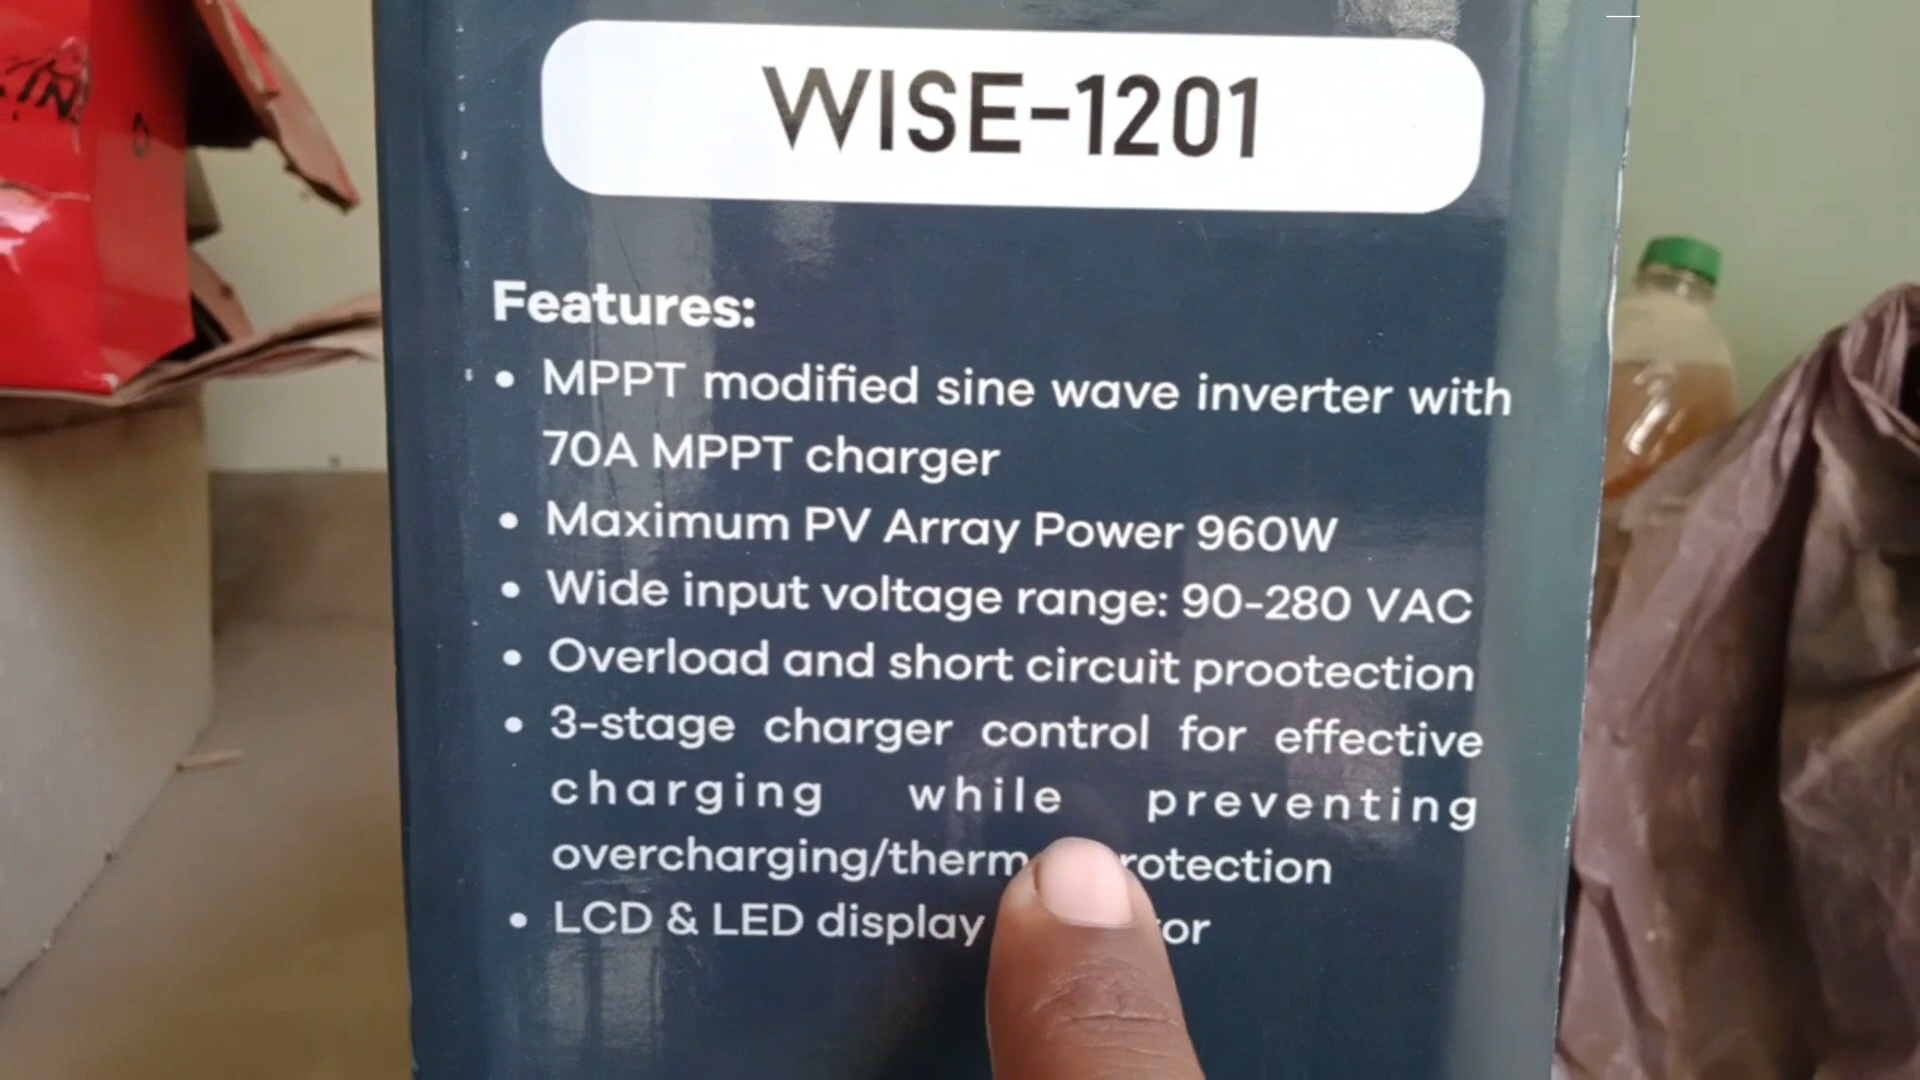 WISE-1201
Features:
• MPPT modified sine wave inverter with
70A MPPT charger
• Maximum PV Array Power 960W
• Wide input voltage range: 90-280 VAC
• Overload and short circuit prootection
• 3-stage charger control for effective
charging while preventing
overcharging/therm rotection
• LCD & LED display or